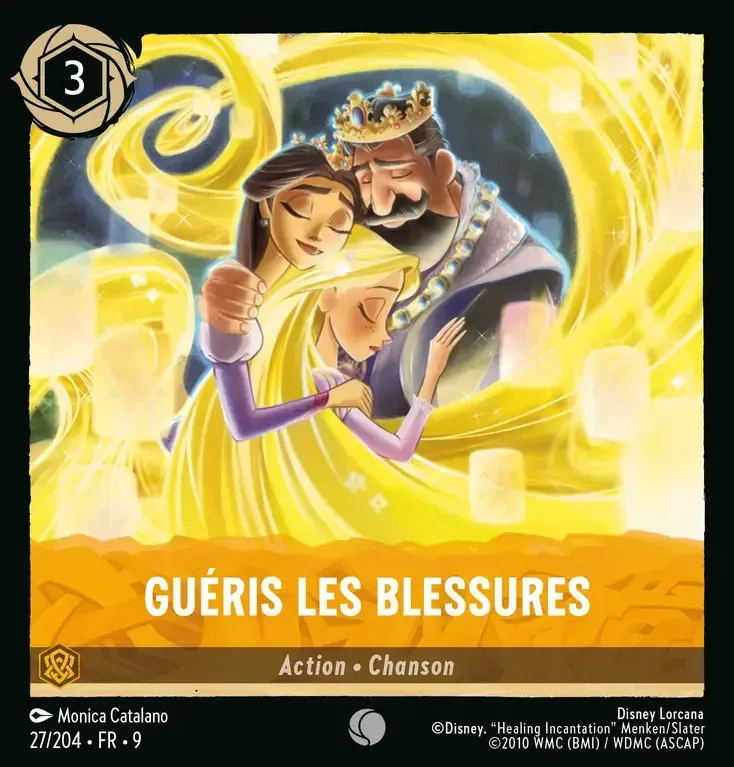 3
GUÉRIS LES BLESSURES
Action • Chanson
Monica Catalano
27/204 • FR • 9
Disney Lorcana
©Disney. "Healing Incantation" Menken/Slater
©2010 WMC (BMI) / WDMC (ASCAP)